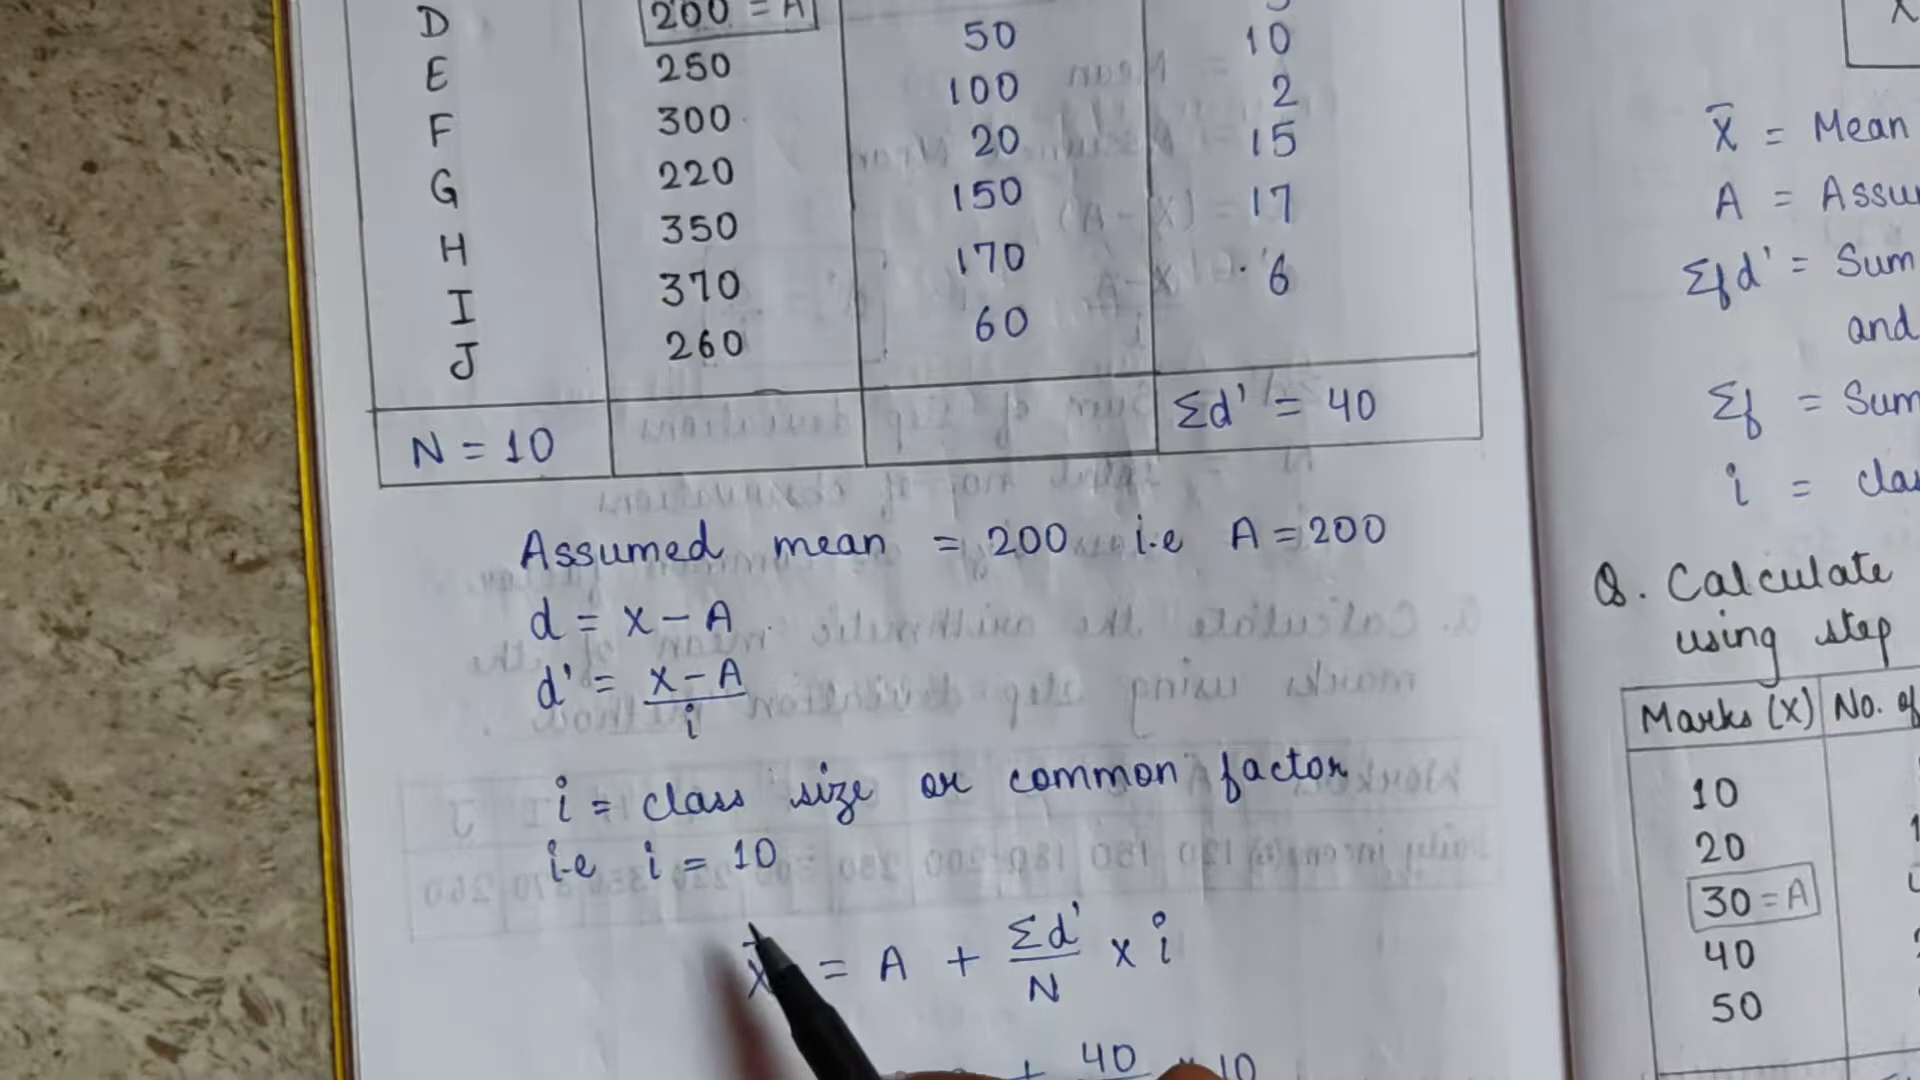 D 200 = A
E 250 50 10
F 300 100 2
G 220 20 15
H 350 150 17
I 370 170 6
J 260 60
N = 10 Σd' = 40
Assumed mean = 200 i.e A = 200
d = X - A
d' = X - A / i
i = class size or common factor
i.e i = 10
X̄ = A + Σd' / N x i
+ 40 10
X̄ = Mean
A =
Σfd' = Sum
and
Σf = Sum
i =
Q. Calculate
using step
Marks (X) No. of
10
20
30 = A
40
50